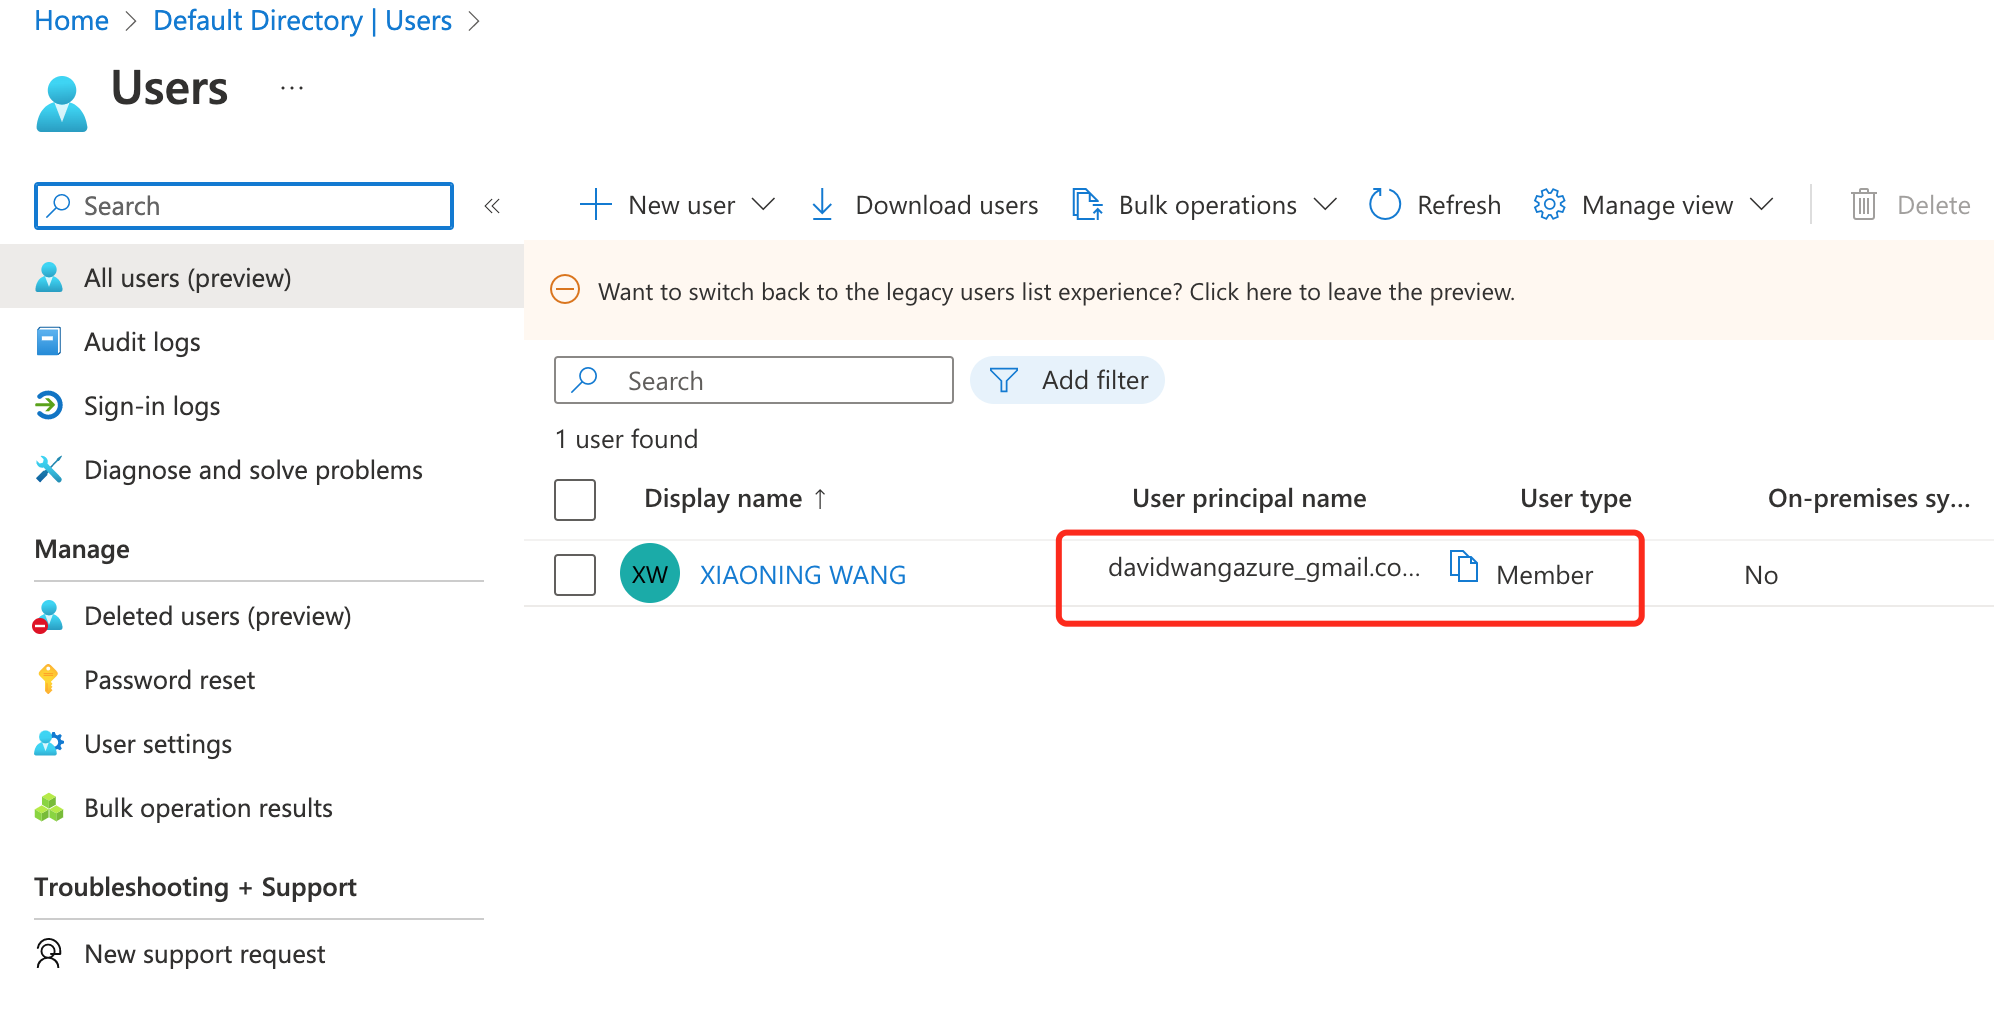 Home > Default Directory | Users >
Users ...
Search «
New user Download users Bulk operations Refresh Manage view Delete
All users (preview)
Audit logs
Sign-in logs
Diagnose and solve problems
Manage
Deleted users (preview)
Password reset
User settings
Bulk operation results
Troubleshooting + Support
New support request
Want to switch back to the legacy users list experience? Click here to leave the preview.
Search Add filter
1 user found
Display name ↑ User principal name User type On-premises sy...
XW XIAONING WANG davidwangazure_gmail.co... Member No